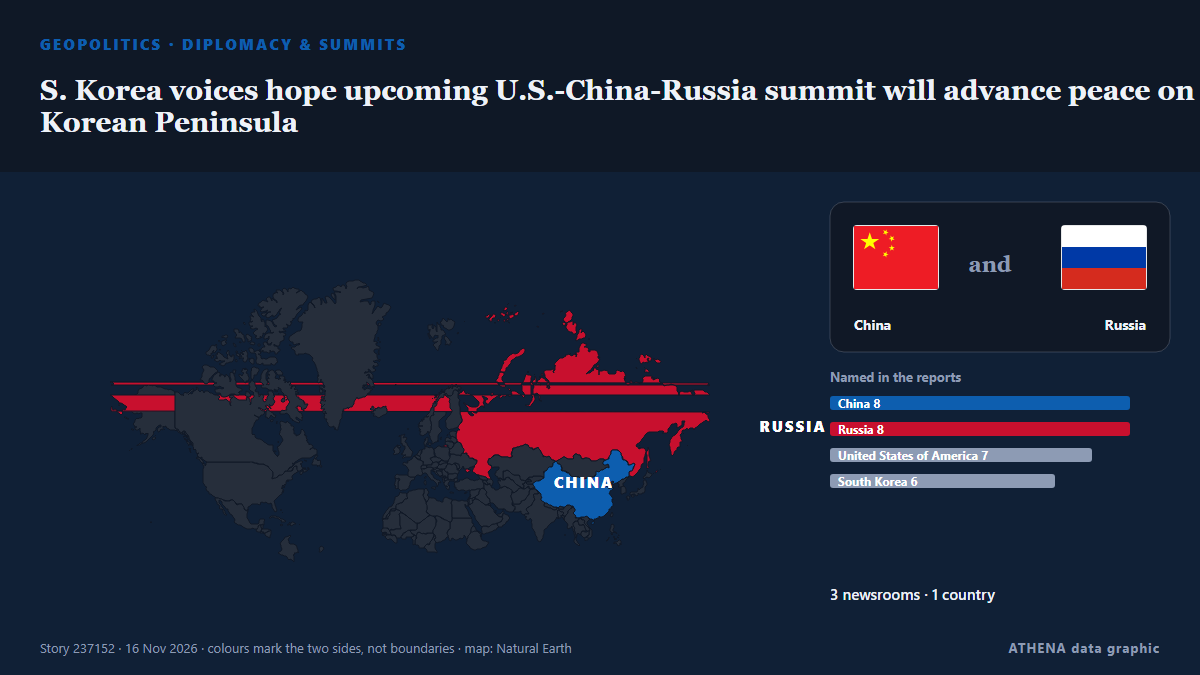 GEOPOLITICS · DIPLOMACY & SUMMITS
S. Korea voices hope upcoming U.S.-China-Russia summit will advance peace on
Korean Peninsula
and
China
Russia
Named in the reports
China 8
RUSSIA
Russia 8
United States of America 7
CHINA
South Korea 6
3 newsrooms · 1 country
Story 237152 · 16 Nov 2026 · colours mark the two sides, not boundaries · map: Natural Earth
ATHENA data graphic